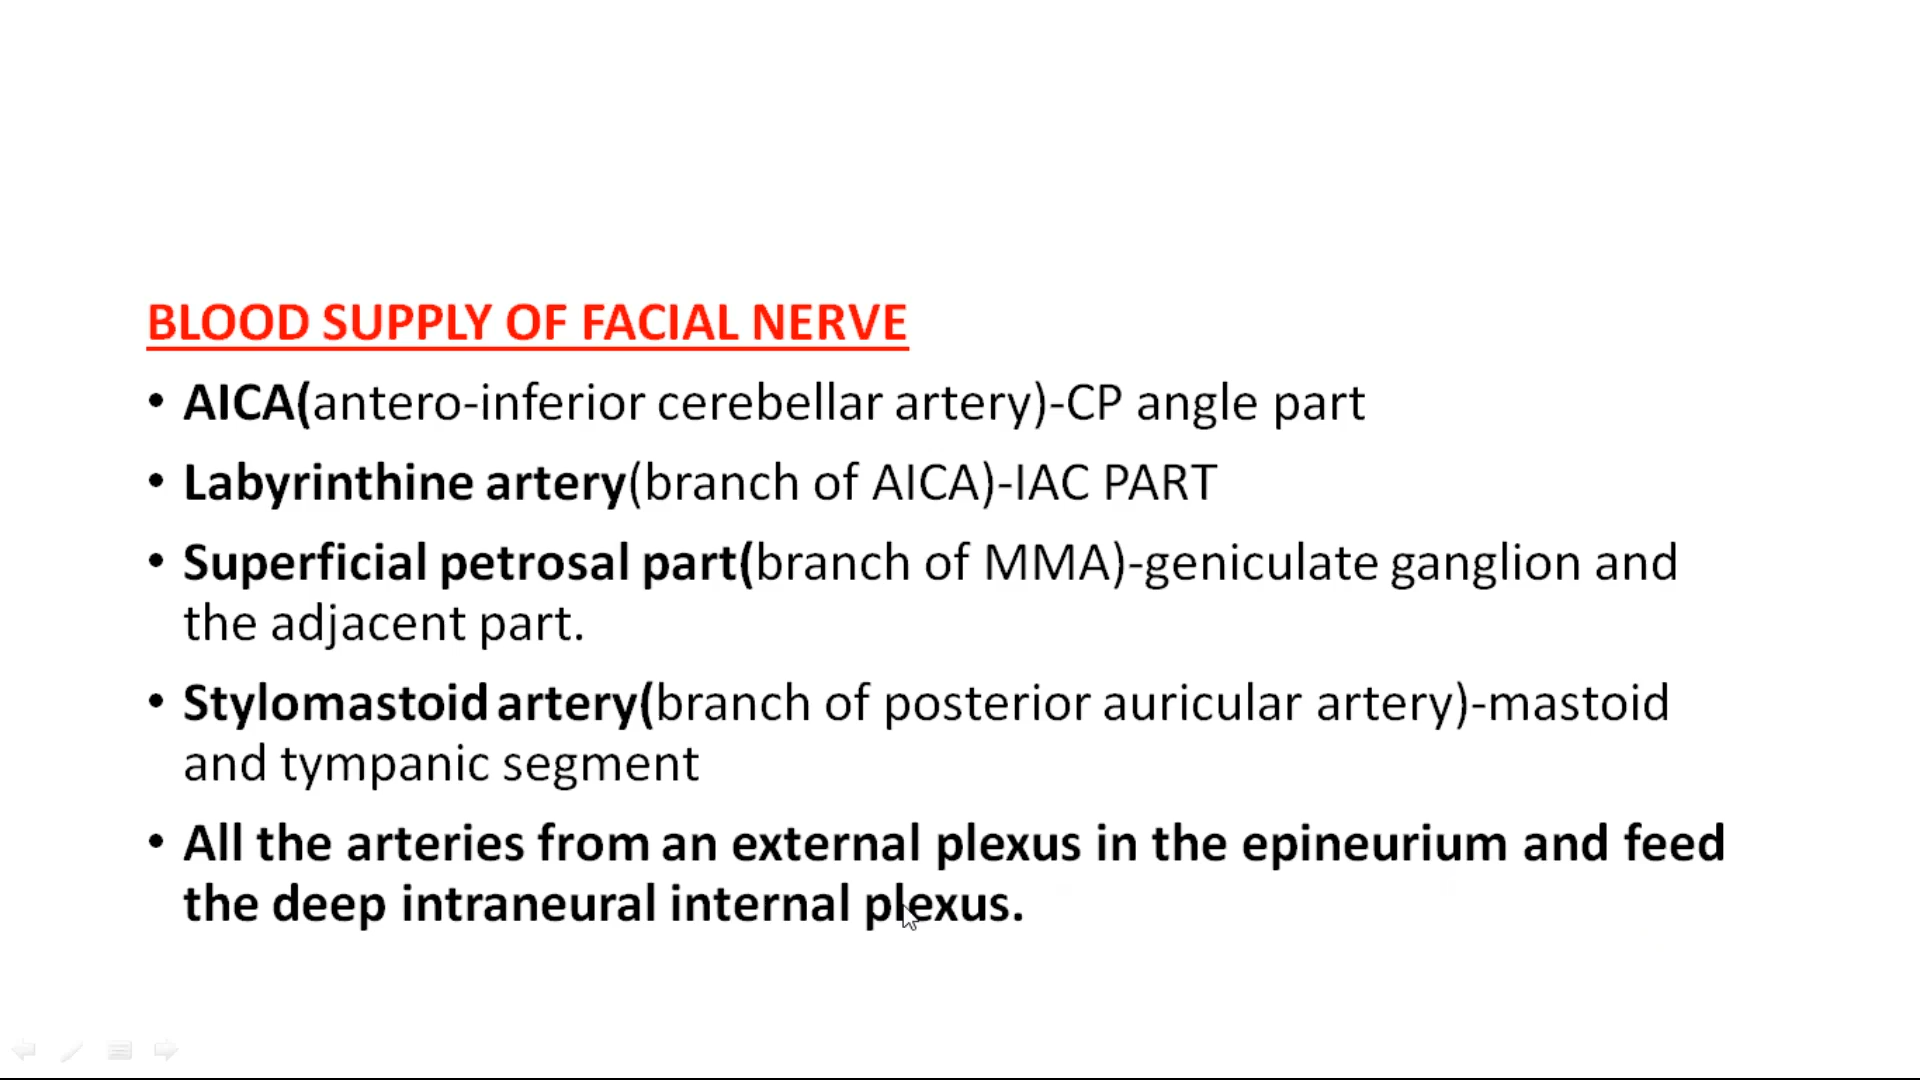 BLOOD SUPPLY OF FACIAL NERVE
• AICA(antero-inferior cerebellar artery)-CP angle part
• Labyrinthine artery(branch of AICA)-IAC PART
• Superficial petrosal part(branch of MMA)-geniculate ganglion and
the adjacent part.
• Stylomastoid artery(branch of posterior auricular artery)-mastoid
and tympanic segment
• All the arteries from an external plexus in the epineurium and feed
the deep intraneural internal plexus.